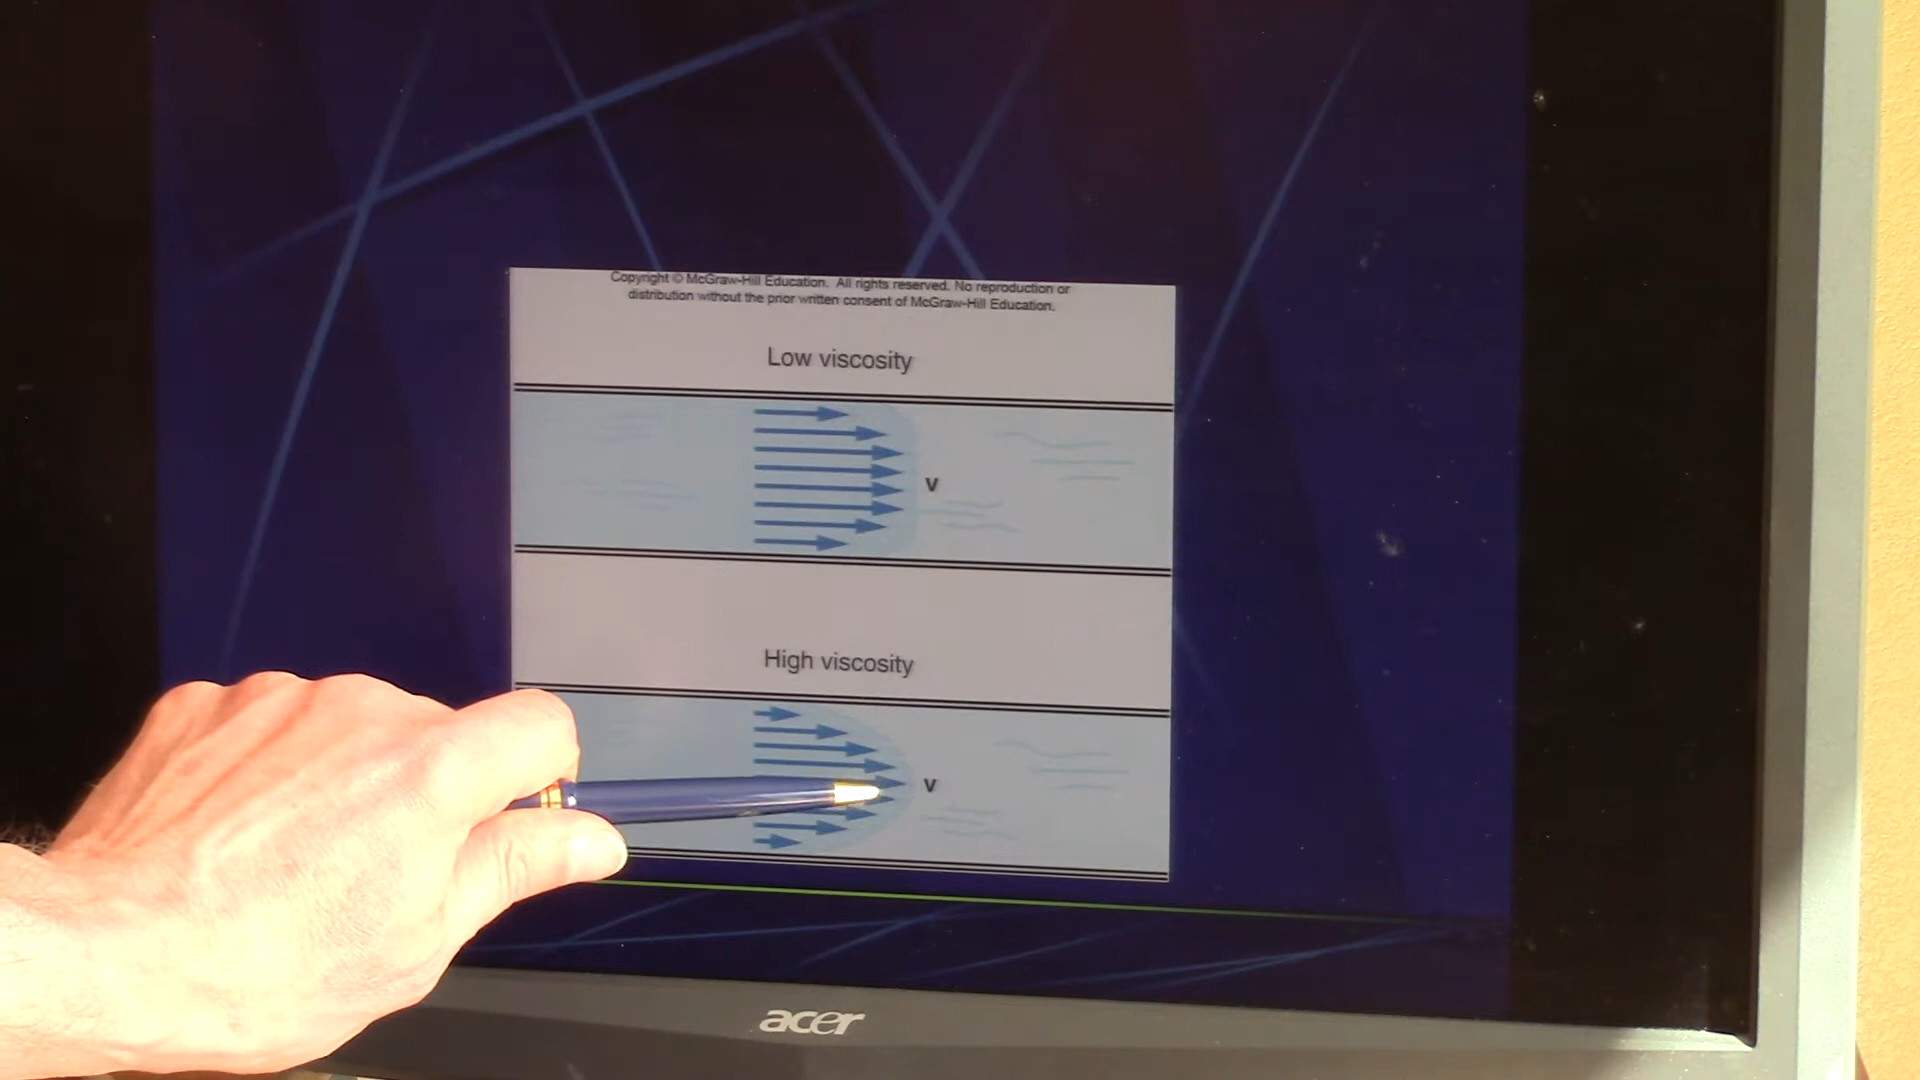 Copyright © McGraw-Hill Education. All rights reserved. No reproduction or
distribution without the prior written consent of McGraw-Hill Education.
Low viscosity
v
High viscosity
v
acer